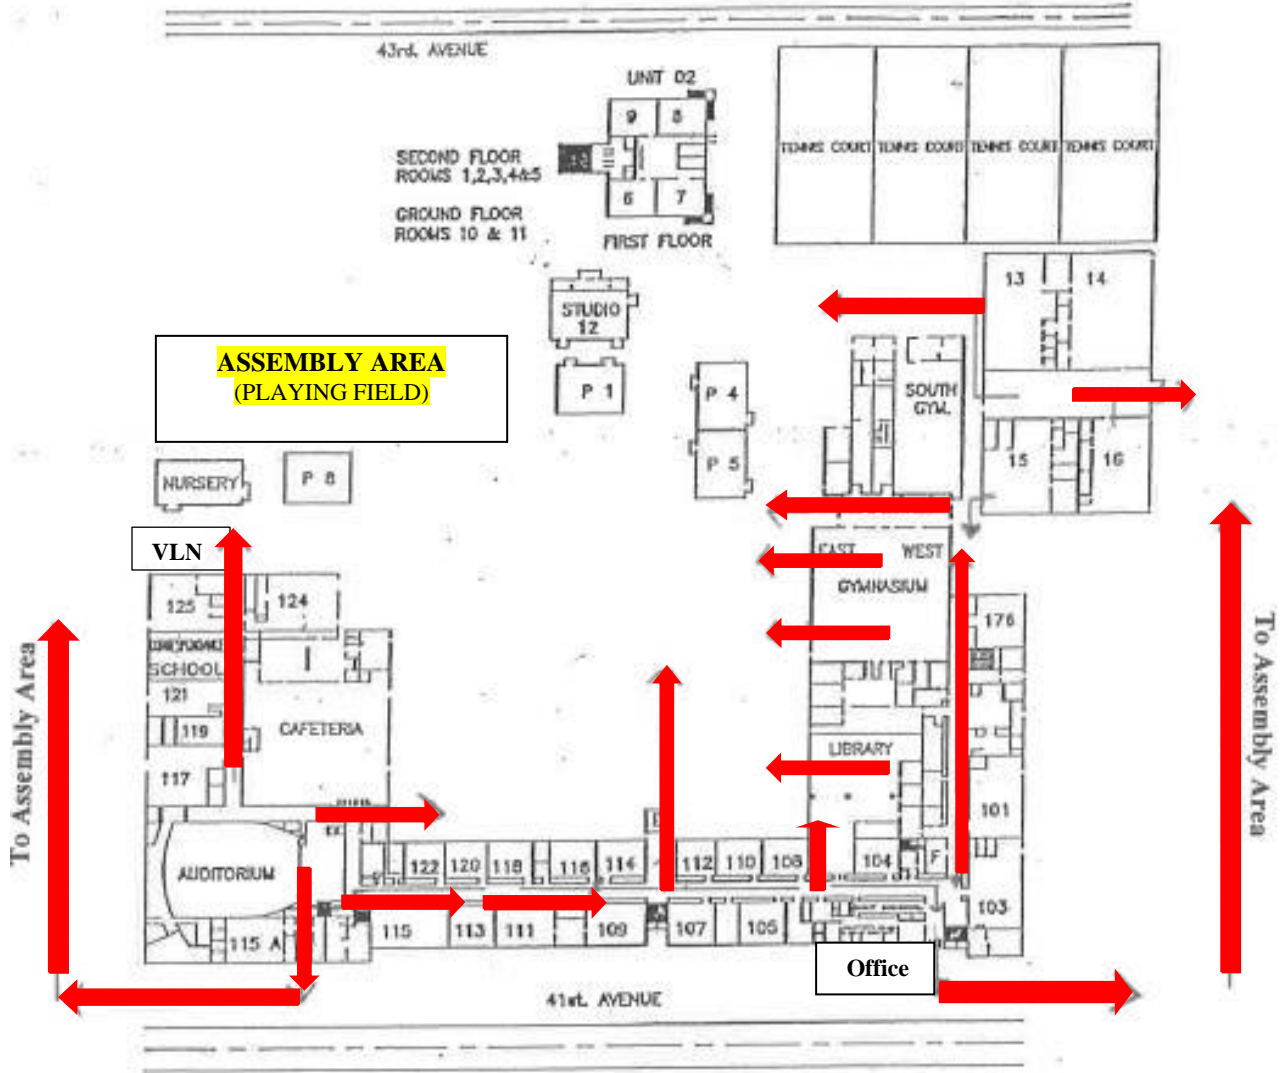 43rd. AVENUE
UNIT 02
9 8
SECOND FLOOR
ROOMS 1,2,3,4&5
6 7
GROUND FLOOR
ROOMS 10 & 11
FIRST FLOOR
TENNIS COURT
TENNIS COURT
TENNIS COURT
TENNIS COURT
13 14
STUDIO
12
ASSEMBLY AREA
(PLAYING FIELD)
P 1
P 4
SOUTH
GYM.
P 5
15 16
NURSERY
P 8
VLN
EAST WEST
GYMNASIUM
125
124
176
SCHOOL
121
119
CAFETERIA
LIBRARY
117
101
To Assembly Area
To Assembly Area
AUDITORIUM
122 120 118 116 114 112 110 108 104 F
115 A
115 113 111 109 107 105 103
Office
41st. AVENUE